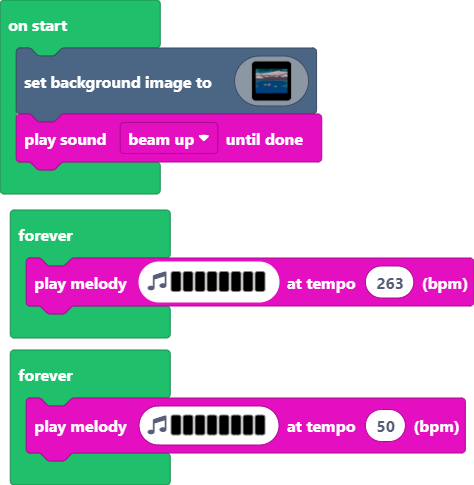 on start
set background image to
play sound beam up until done
forever
play melody at tempo 263 (bpm)
forever
play melody at tempo 50 (bpm)